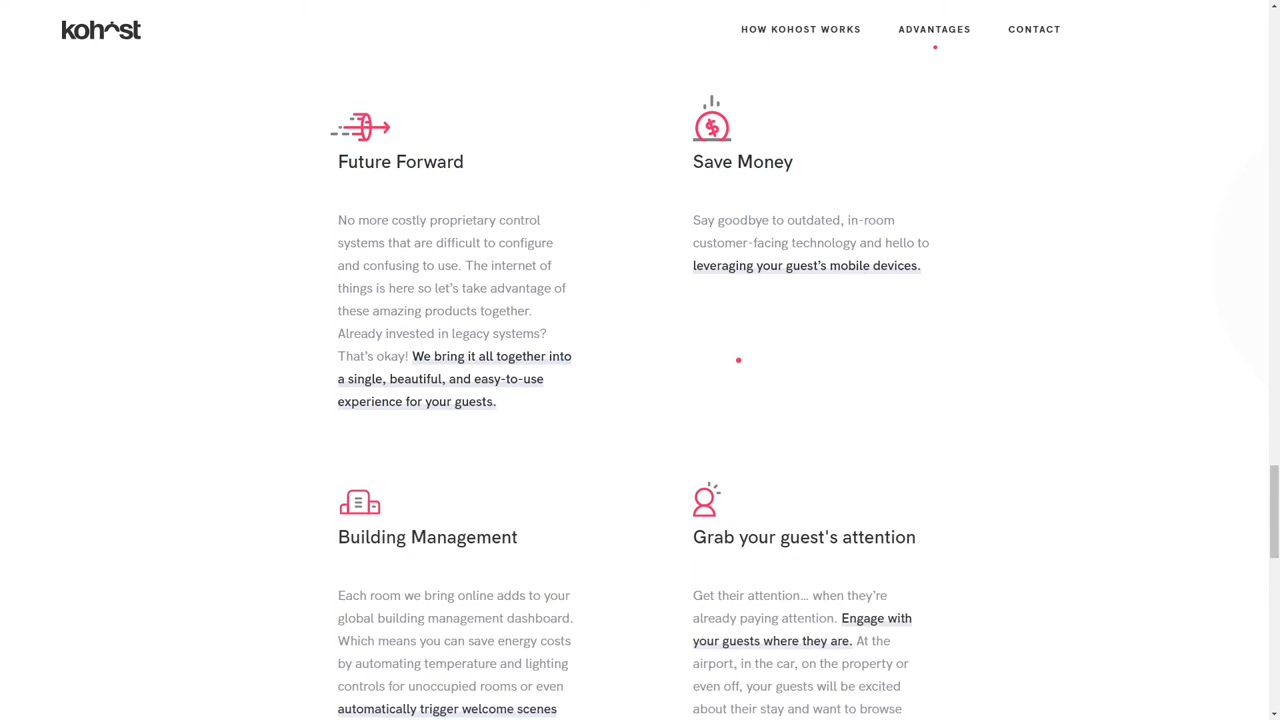 kohost
HOW KOHOST WORKS
ADVANTAGES
CONTACT
Future Forward
No more costly proprietary control
systems that are difficult to configure
and confusing to use. The internet of
things is here so let’s take advantage of
these amazing products together.
Already invested in legacy systems?
That’s okay! We bring it all together into
a single, beautiful, and easy-to-use
experience for your guests.
Save Money
Say goodbye to outdated, in-room
customer-facing technology and hello to
leveraging your guest’s mobile devices.
Building Management
Each room we bring online adds to your
global building management dashboard.
Which means you can save energy costs
by automating temperature and lighting
controls for unoccupied rooms or even
automatically trigger welcome scenes
Grab your guest's attention
Get their attention… when they’re
already paying attention. Engage with
your guests where they are. At the
airport, in the car, on the property or
even off, your guests will be excited
about their stay and want to browse